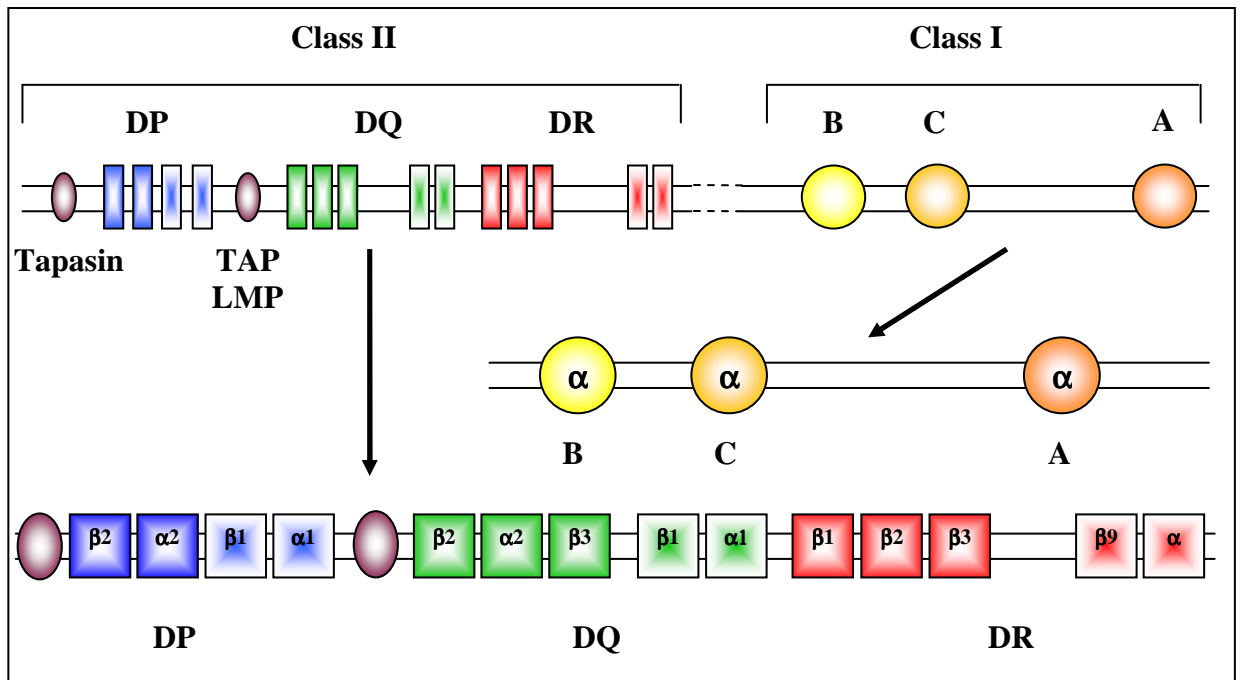 Class II Class I
DP DQ DR B C A
Tapasin TAP
LMP
α α α
B C A
β2 α2 β1 α1 β2 α2 β3 β1 α1 β1 β2 β3 β9 α
DP DQ DR